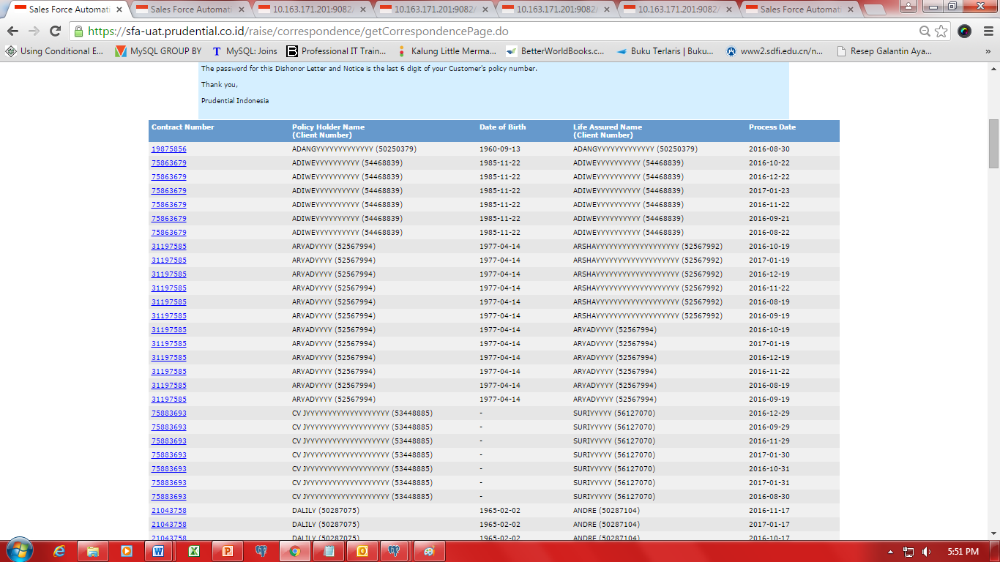 Sales Force Automati
Sales Force Automati
10.163.171.201:9082/
10.163.171.201:9082/
10.163.171.201:9082/
10.163.171.201:9082/
Sales Force Automati
https://sfa-uat.prudential.co.id/raise/correspondence/getCorrespondencePage.do
Using Conditional E... MySQL GROUP BY MySQL: Joins Professional IT Train... Kalung Little Merma... BetterWorldBooks.c... Buku Terlaris | Buku... www2.sdfi.edu.cn/n... Resep Galantin Aya... »
The password for this Dishonor Letter and Notice is the last 6 digit of your Customer's policy number.
Thank you,
Prudential Indonesia
Contract Number Policy Holder Name (Client Number) Date of Birth Life Assured Name (Client Number) Process Date
19875856 ADANGYYYYYYYYYYYYY (50250379) 1960-09-13 ADANGYYYYYYYYYYYYY (50250379) 2016-08-30
75863679 ADIWEYYYYYYYYYY (54468839) 1985-11-22 ADIWEYYYYYYYYYY (54468839) 2016-10-22
75863679 ADIWEYYYYYYYYYY (54468839) 1985-11-22 ADIWEYYYYYYYYYY (54468839) 2016-12-22
75863679 ADIWEYYYYYYYYYY (54468839) 1985-11-22 ADIWEYYYYYYYYYY (54468839) 2017-01-23
75863679 ADIWEYYYYYYYYYY (54468839) 1985-11-22 ADIWEYYYYYYYYYY (54468839) 2016-11-22
75863679 ADIWEYYYYYYYYYY (54468839) 1985-11-22 ADIWEYYYYYYYYYY (54468839) 2016-09-21
75863679 ADIWEYYYYYYYYYY (54468839) 1985-11-22 ADIWEYYYYYYYYYY (54468839) 2016-08-22
31197585 ARYADYYYY (52567994) 1977-04-14 ARSHAYYYYYYYYYYYYYYYYYYY (52567992) 2016-10-19
31197585 ARYADYYYY (52567994) 1977-04-14 ARSHAYYYYYYYYYYYYYYYYYYY (52567992) 2017-01-19
31197585 ARYADYYYY (52567994) 1977-04-14 ARSHAYYYYYYYYYYYYYYYYYYY (52567992) 2016-12-19
31197585 ARYADYYYY (52567994) 1977-04-14 ARSHAYYYYYYYYYYYYYYYYYYY (52567992) 2016-11-22
31197585 ARYADYYYY (52567994) 1977-04-14 ARSHAYYYYYYYYYYYYYYYYYYY (52567992) 2016-08-19
31197585 ARYADYYYY (52567994) 1977-04-14 ARSHAYYYYYYYYYYYYYYYYYYY (52567992) 2016-09-19
31197585 ARYADYYYY (52567994) 1977-04-14 ARYADYYYY (52567994) 2016-10-19
31197585 ARYADYYYY (52567994) 1977-04-14 ARYADYYYY (52567994) 2017-01-19
31197585 ARYADYYYY (52567994) 1977-04-14 ARYADYYYY (52567994) 2016-12-19
31197585 ARYADYYYY (52567994) 1977-04-14 ARYADYYYY (52567994) 2016-11-22
31197585 ARYADYYYY (52567994) 1977-04-14 ARYADYYYY (52567994) 2016-08-19
31197585 ARYADYYYY (52567994) 1977-04-14 ARYADYYYY (52567994) 2016-09-19
75883693 CV JYYYYYYYYYYYYYYYYYYY (53448885) - SURIYYYYY (56127070) 2016-12-29
75883693 CV JYYYYYYYYYYYYYYYYYYY (53448885) - SURIYYYYY (56127070) 2016-09-29
75883693 CV JYYYYYYYYYYYYYYYYYYY (53448885) - SURIYYYYY (56127070) 2016-11-29
75883693 CV JYYYYYYYYYYYYYYYYYYY (53448885) - SURIYYYYY (56127070) 2017-01-30
75883693 CV JYYYYYYYYYYYYYYYYYYY (53448885) - SURIYYYYY (56127070) 2016-10-31
75883693 CV JYYYYYYYYYYYYYYYYYYY (53448885) - SURIYYYYY (56127070) 2017-01-31
75883693 CV JYYYYYYYYYYYYYYYYYYY (53448885) - SURIYYYYY (56127070) 2016-08-30
21043758 DALILY (50287075) 1965-02-02 ANDRE (50287104) 2016-11-17
21043758 DALILY (50287075) 1965-02-02 ANDRE (50287104) 2017-01-17
21043758 DALILY (50287075) 1965-02-02 ANDRE (50287104) 2016-10-17
5:51 PM